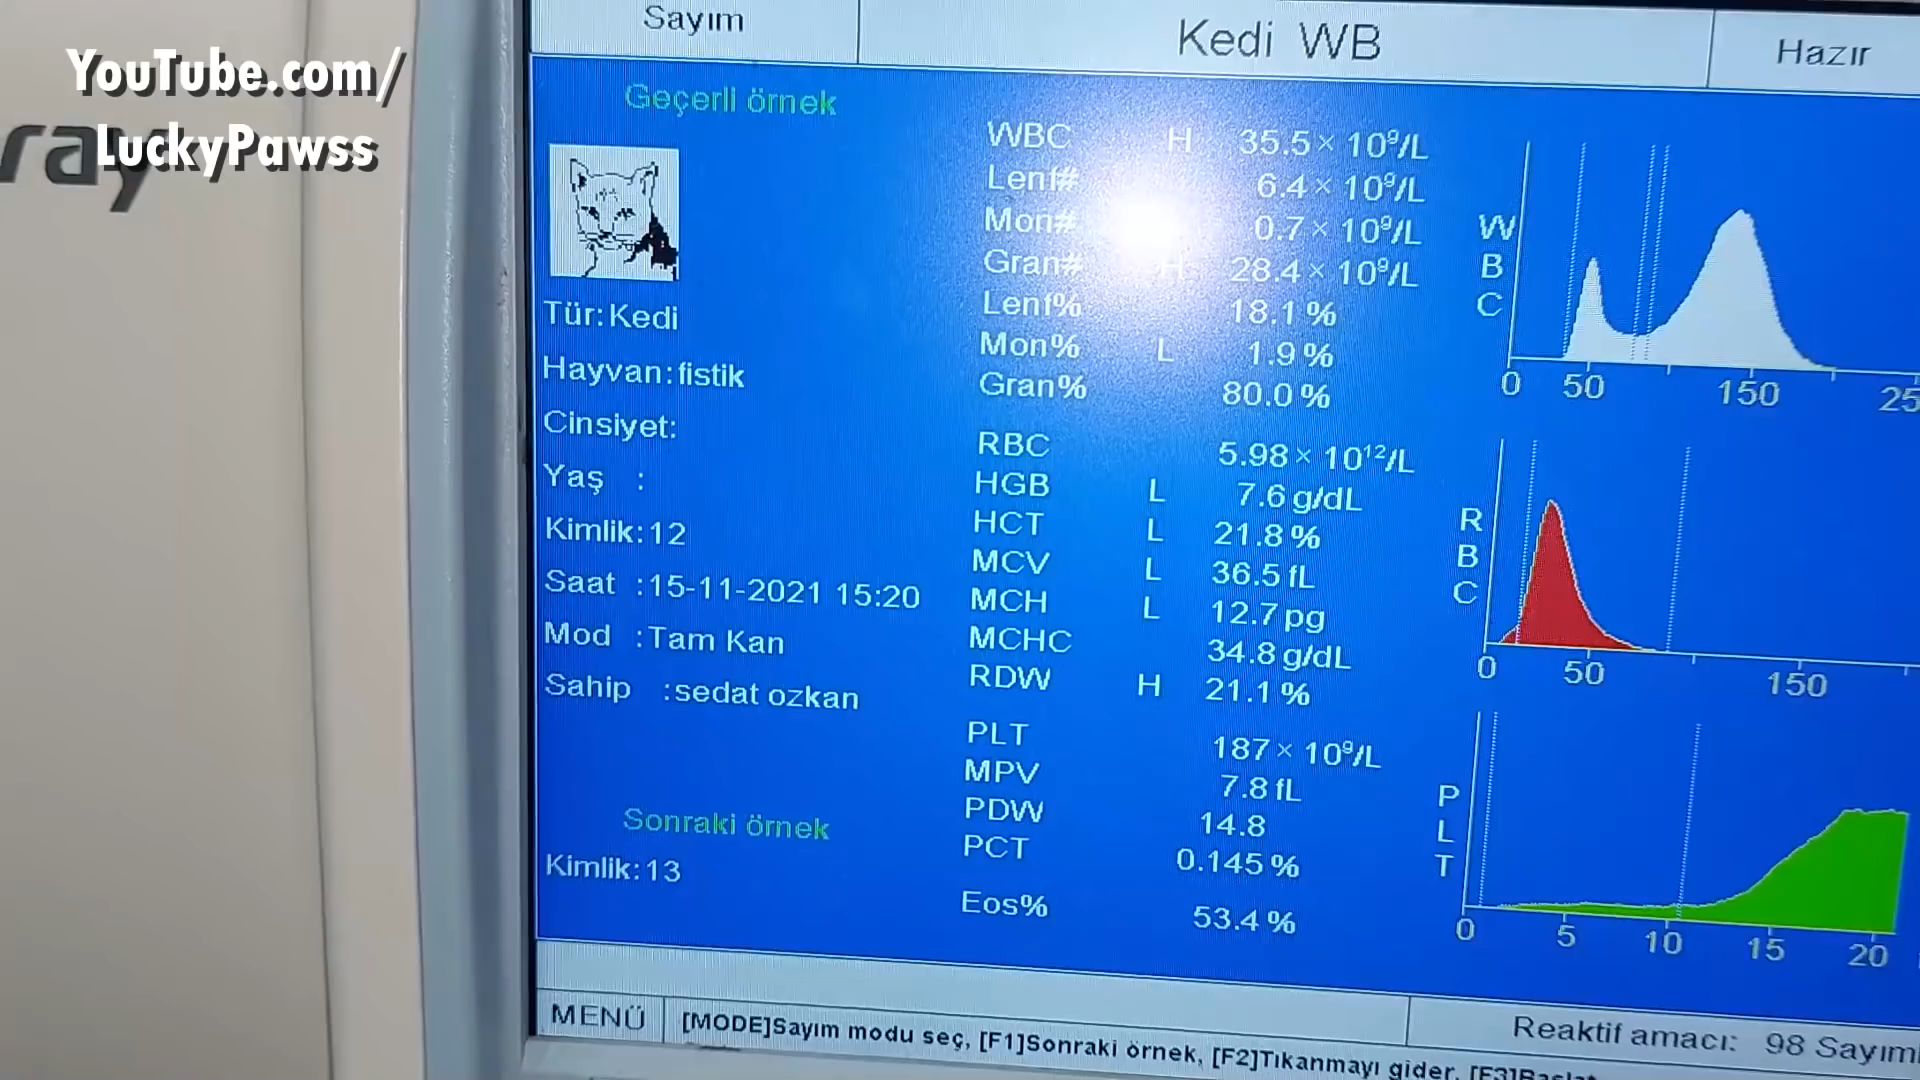 YouTube.com/
LuckyPawss
ray
Sayım
Kedi WB
Hazır
Geçerli örnek
Tür:Kedi
Hayvan:fistik
Cinsiyet:
Yaş :
Kimlik:12
Saat :15-11-2021 15:20
Mod :Tam Kan
Sahip :sedat ozkan
Sonraki örnek
Kimlik:13
WBC H 35.5 × 10⁹/L
Lenf# 6.4 × 10⁹/L
Mon# 0.7 × 10⁹/L
Gran# H 28.4 × 10⁹/L
Lenf% 18.1 %
Mon% L 1.9 %
Gran% 80.0 %
RBC 5.98 × 10¹²/L
HGB L 7.6 g/dL
HCT L 21.8 %
MCV L 36.5 fL
MCH L 12.7 pg
MCHC 34.8 g/dL
RDW H 21.1 %
PLT 187 × 10⁹/L
MPV 7.8 fL
PDW 14.8
PCT 0.145 %
Eos% 53.4 %
WBC
0 50 150 25
RBC
0 50 150
PLT
0 5 10 15 20
MENÜ
[MODE]Sayım modu seç, [F1]Sonraki örnek, [F2]Tıkanmayı gider,
Reaktif amacı: 98 Sayım